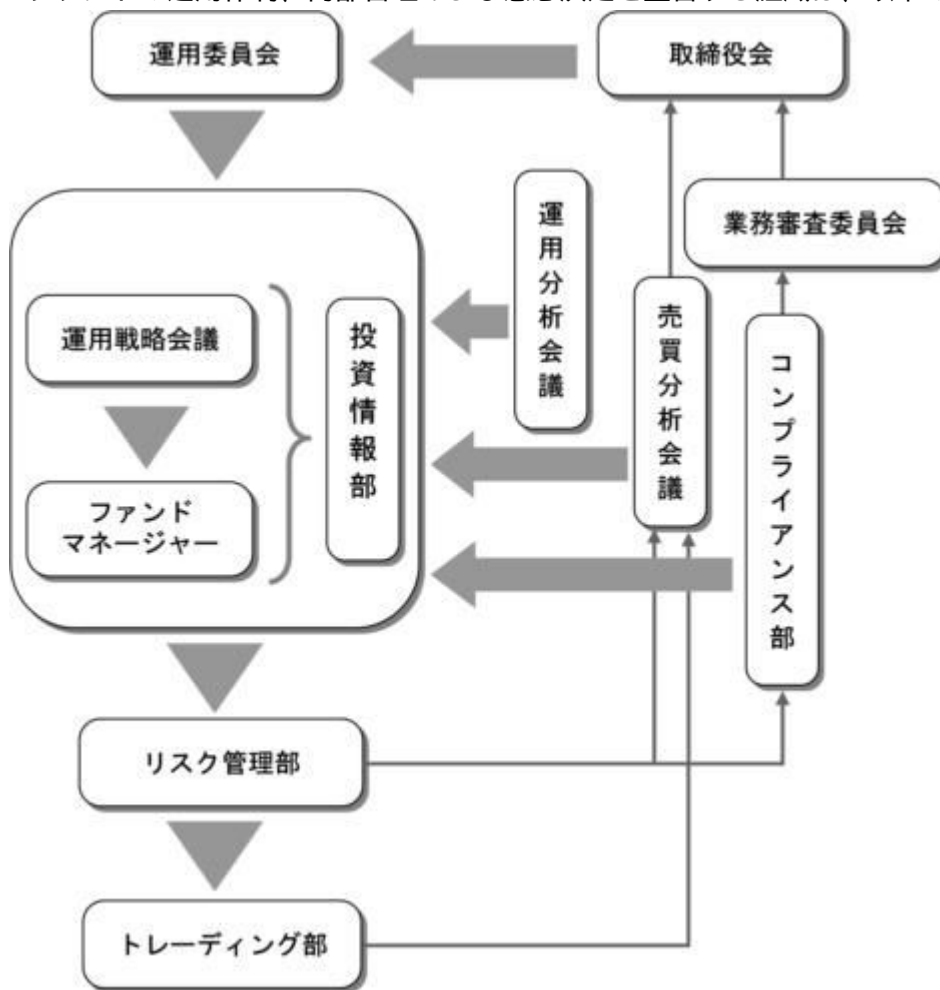 運用委員会
取締役会
運用分析会議
業務審査委員会
売買分析会議
コンプライアンス部
運用戦略会議
投資情報部
ファンド
マネージャー
リスク管理部
トレーディング部